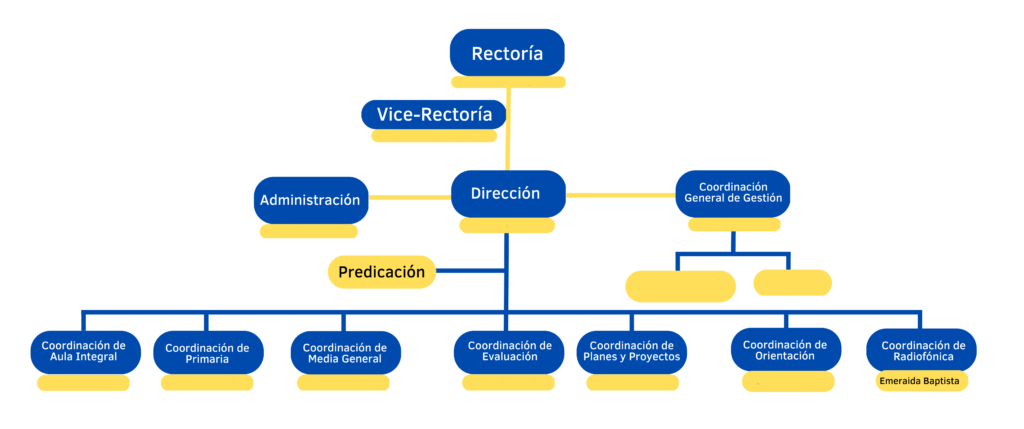 Rectoría
Vice-Rectoría
Administración
Dirección
Coordinación
General de Gestión
Predicación
Coordinación de
Aula Integral
Coordinación de
Primaria
Coordinación de
Media General
Coordinación de
Evaluación
Coordinación de
Planes y Proyectos
Coordinación de
Orientación
Coordinación de
Radiofónica
Emeraida Baptista